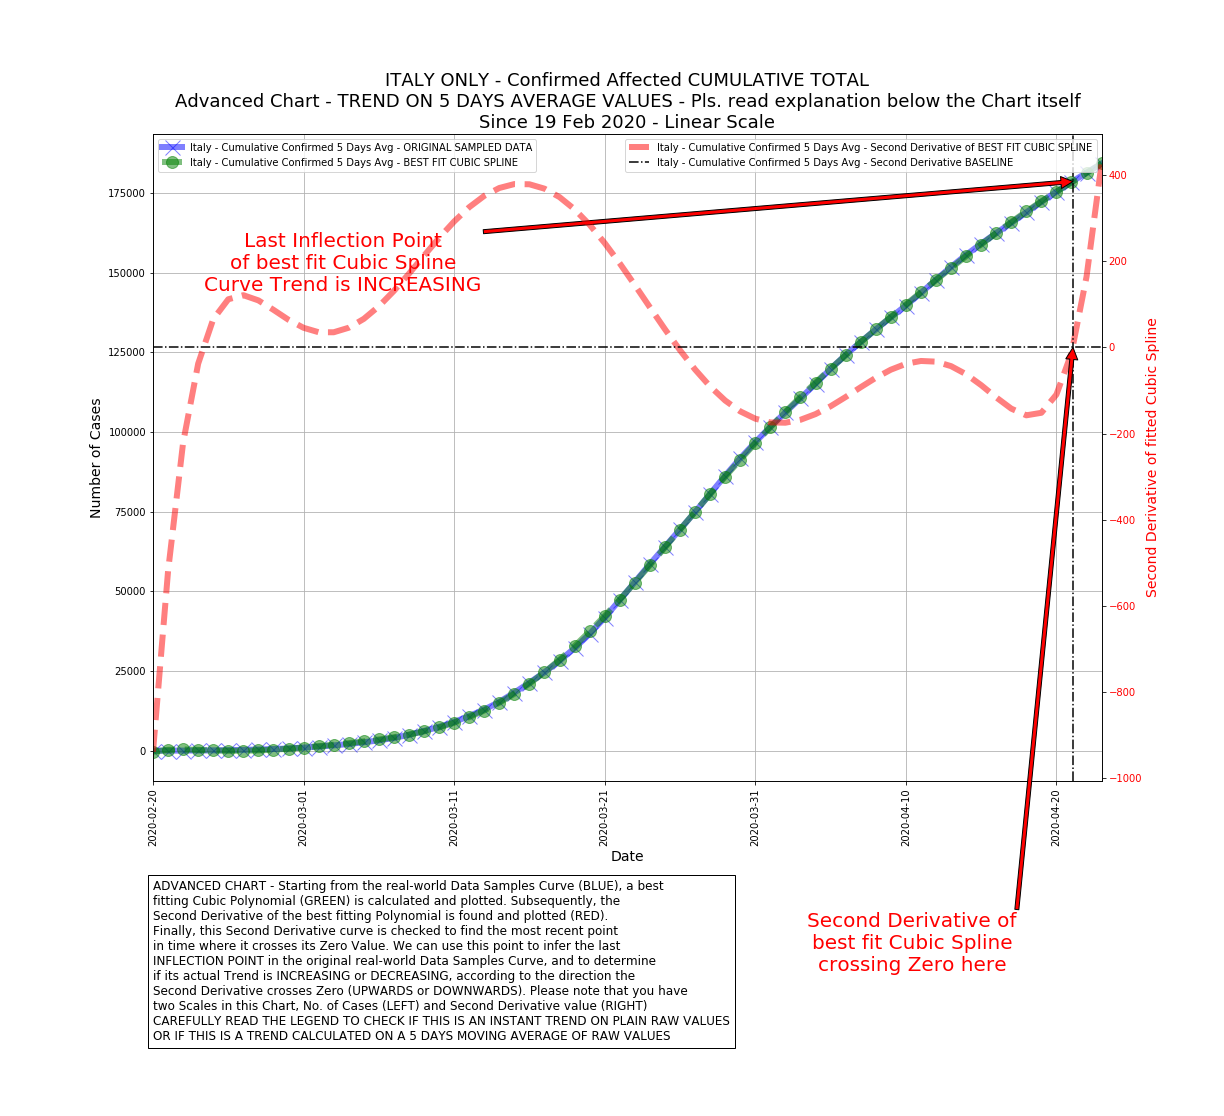 ITALY ONLY - Confirmed Affected CUMULATIVE TOTAL
Advanced Chart - TREND ON 5 DAYS AVERAGE VALUES - Pls. read explanation below the Chart itself
Since 19 Feb 2020 - Linear Scale
Italy - Cumulative Confirmed 5 Days Avg - ORIGINAL SAMPLED DATA
Italy - Cumulative Confirmed 5 Days Avg - BEST FIT CUBIC SPLINE
Italy - Cumulative Confirmed 5 Days Avg - Second Derivative of BEST FIT CUBIC SPLINE
Italy - Cumulative Confirmed 5 Days Avg - Second Derivative BASELINE
Last Inflection Point
of best fit Cubic Spline
Curve Trend is INCREASING
Number of Cases
175000
150000
125000
100000
75000
50000
25000
0
400
200
0
−200
−400
−600
−800
−1000
Second Derivative of fitted Cubic Spline
2020-02-20
2020-03-01
2020-03-11
2020-03-21
2020-03-31
2020-04-10
2020-04-20
Date
ADVANCED CHART - Starting from the real-world Data Samples Curve (BLUE), a best
fitting Cubic Polynomial (GREEN) is calculated and plotted. Subsequently, the
Second Derivative of the best fitting Polynomial is found and plotted (RED).
Finally, this Second Derivative curve is checked to find the most recent point
in time where it crosses its Zero Value. We can use this point to infer the last
INFLECTION POINT in the original real-world Data Samples Curve, and to determine
if its actual Trend is INCREASING or DECREASING, according to the direction the
Second Derivative crosses Zero (UPWARDS or DOWNWARDS). Please note that you have
two Scales in this Chart, No. of Cases (LEFT) and Second Derivative value (RIGHT)
CAREFULLY READ THE LEGEND TO CHECK IF THIS IS AN INSTANT TREND ON PLAIN RAW VALUES
OR IF THIS IS A TREND CALCULATED ON A 5 DAYS MOVING AVERAGE OF RAW VALUES
Second Derivative of
best fit Cubic Spline
crossing Zero here